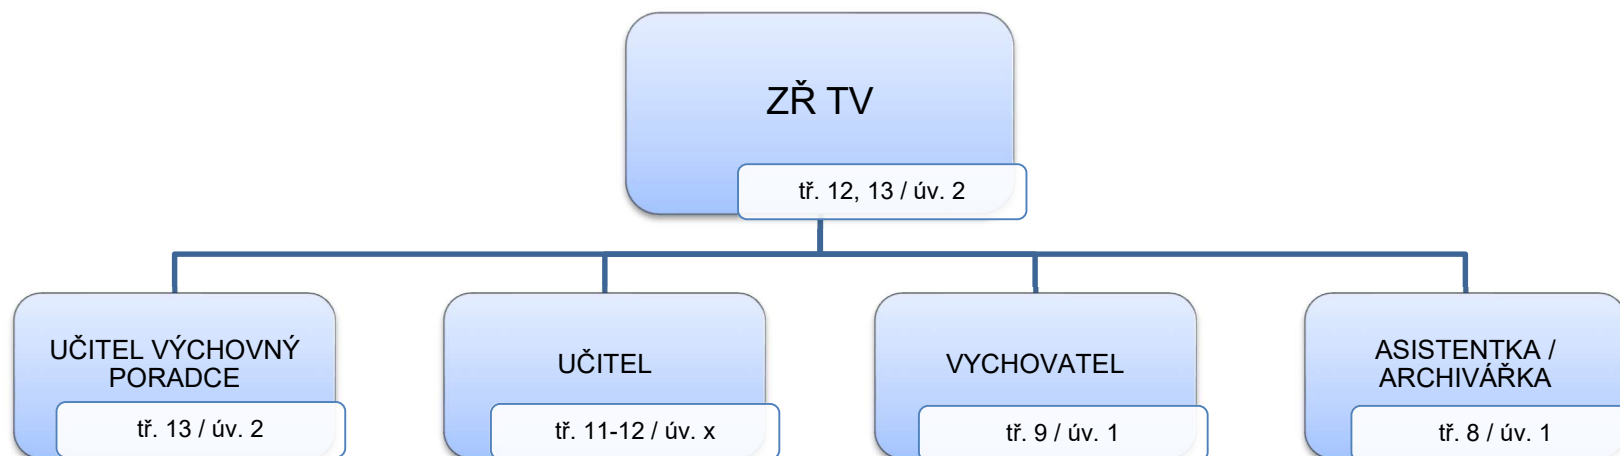 ZŘ TV
tř. 12, 13 / úv. 2
UČITEL VÝCHOVNÝ
PORADCE
tř. 13 / úv. 2
UČITEL
tř. 11-12 / úv. x
VYCHOVATEL
tř. 9 / úv. 1
ASISTENTKA /
ARCHIVÁŘKA
tř. 8 / úv. 1